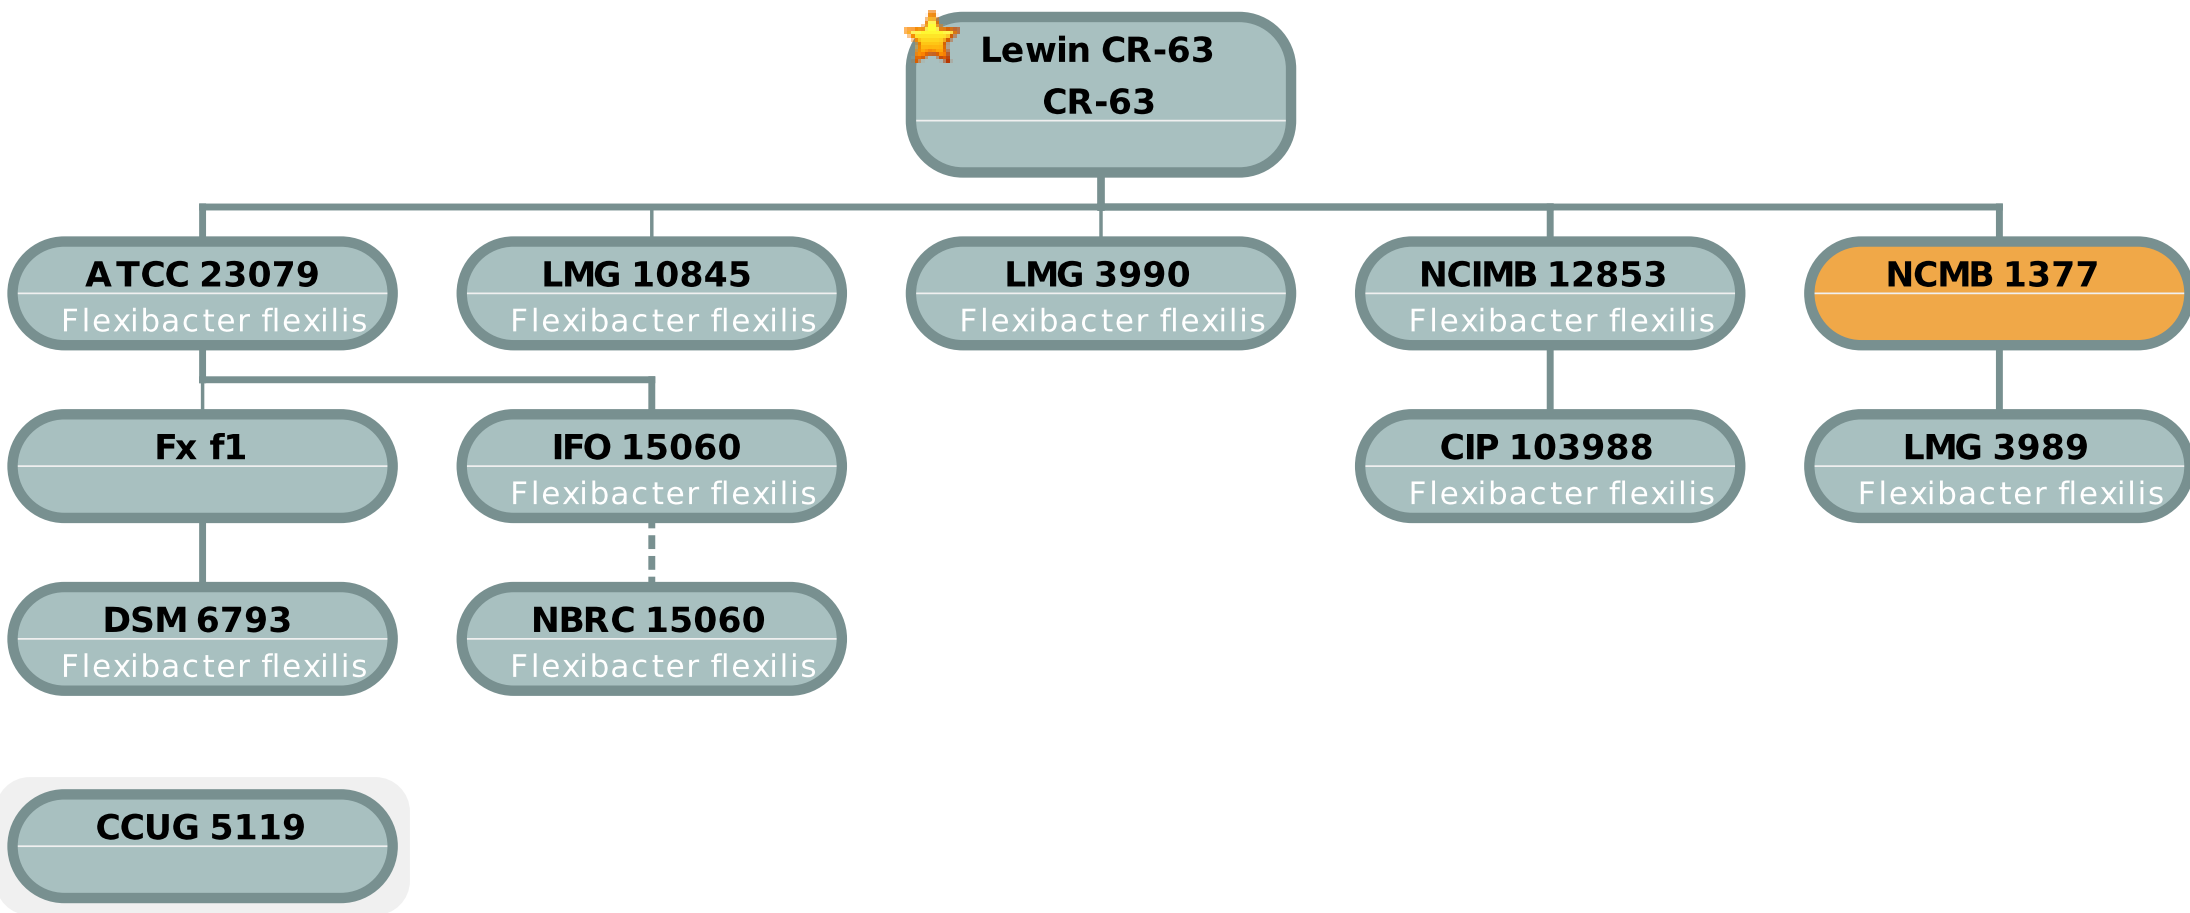 Lewin CR-63
CR-63
ATCC 23079
Flexibacter flexilis
LMG 10845
Flexibacter flexilis
LMG 3990
Flexibacter flexilis
NCIMB 12853
Flexibacter flexilis
NCMB 1377
Fx f1
IFO 15060
Flexibacter flexilis
CIP 103988
Flexibacter flexilis
LMG 3989
Flexibacter flexilis
DSM 6793
Flexibacter flexilis
NBRC 15060
Flexibacter flexilis
CCUG 5119